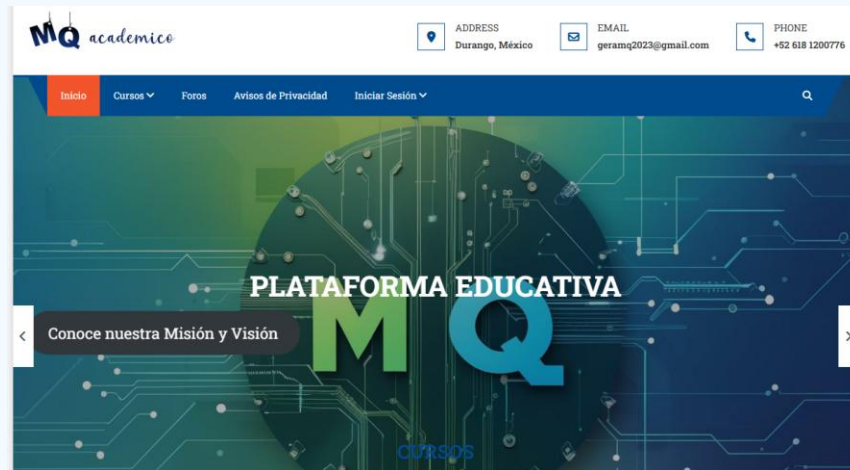 MQ academico
ADDRESS
Durango, México
EMAIL
geramq2023@gmail.com
PHONE
+52 618 1200776
Inicio
Cursos
Foros
Avisos de Privacidad
Iniciar Sesión
PLATAFORMA EDUCATIVA
MQ
Conoce nuestra Misión y Visión
CURSOS